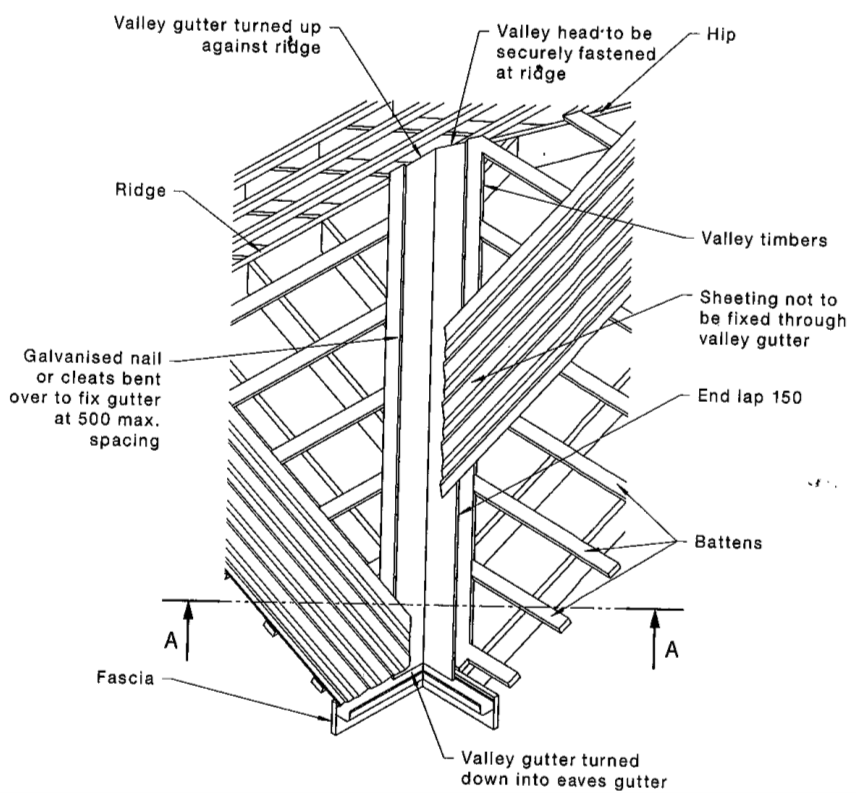 Valley gutter turned up
against ridge
Valley head to be
securely fastened
at ridge
Hip
Ridge
Valley timbers
Sheeting not to
be fixed through
valley gutter
Galvanised nail
or cleats bent
over to fix gutter
at 500 max.
spacing
End lap 150
Battens
A
A
Fascia
Valley gutter turned
down into eaves gutter